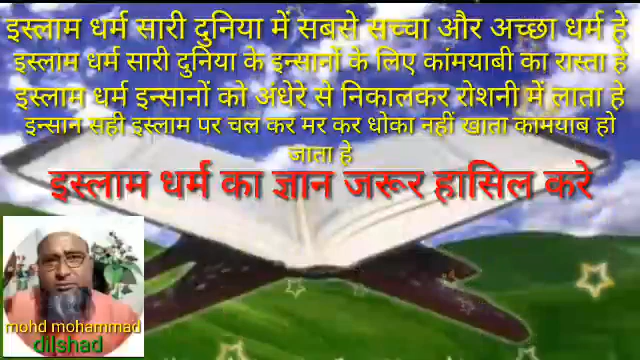 इस्लाम धर्म सारी दुनिया में सबसे सच्चा और अच्छा धर्म हे
इस्लाम धर्म सारी दुनिया के इन्सानों के लिए कांमयाबी का रास्ता हे
इस्लाम धर्म इन्सानों को अंधेरे से निकालकर रोशनी में लाता हे
इन्सान सही इस्लाम पर चल कर मर कर धोका नहीं खाता कामयाब हो
जाता हे
इस्लाम धर्म का ज्ञान जरूर हासिल करे
mohd mohammad
dilshad